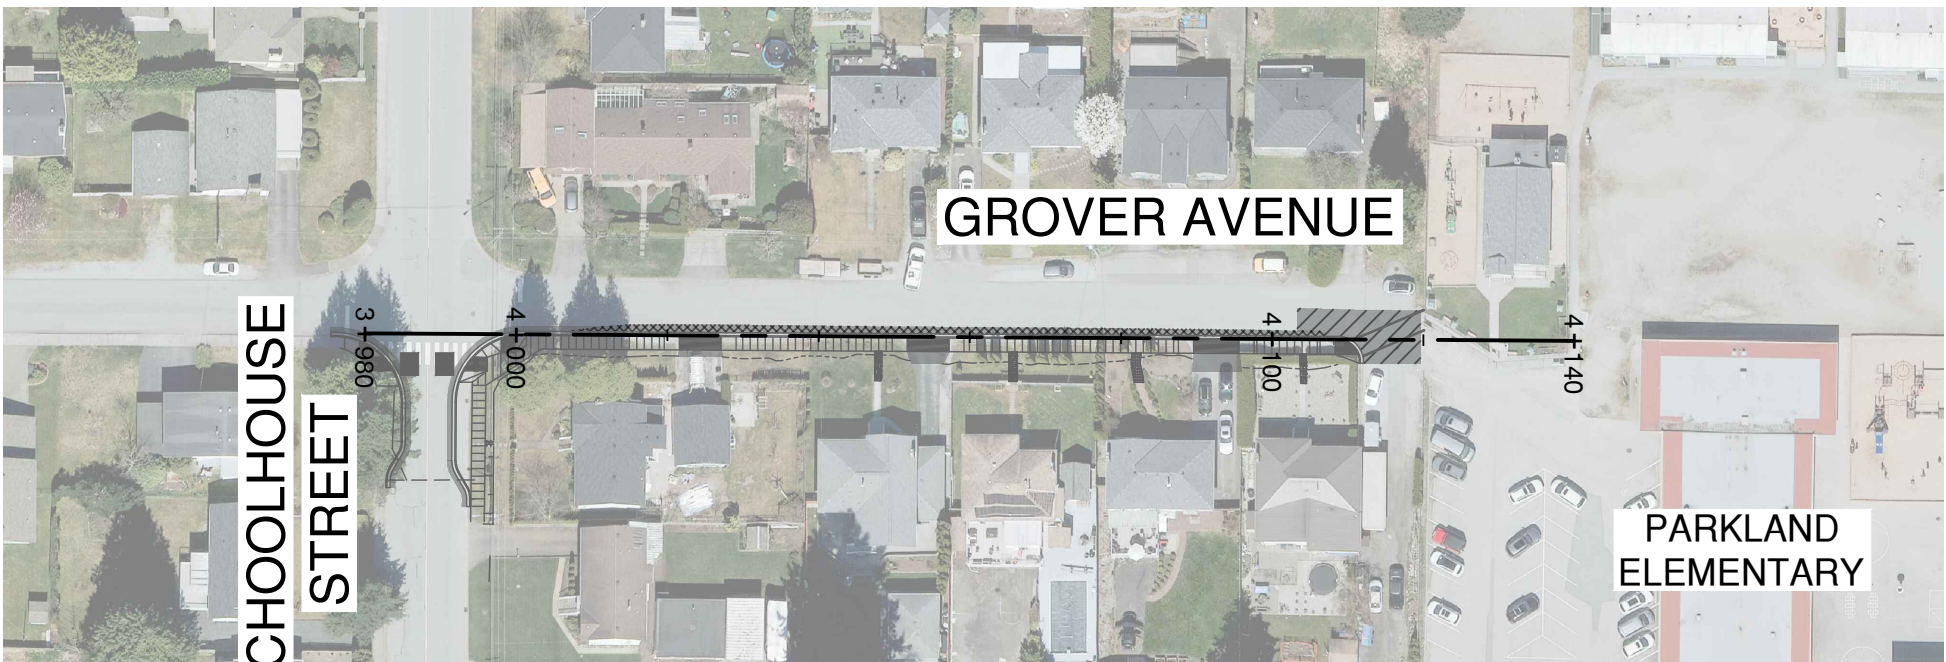 GROVER AVENUE
CHOOLHOUSE
STREET
3
980
4
000
4
100
4
140
PARKLAND
ELEMENTARY